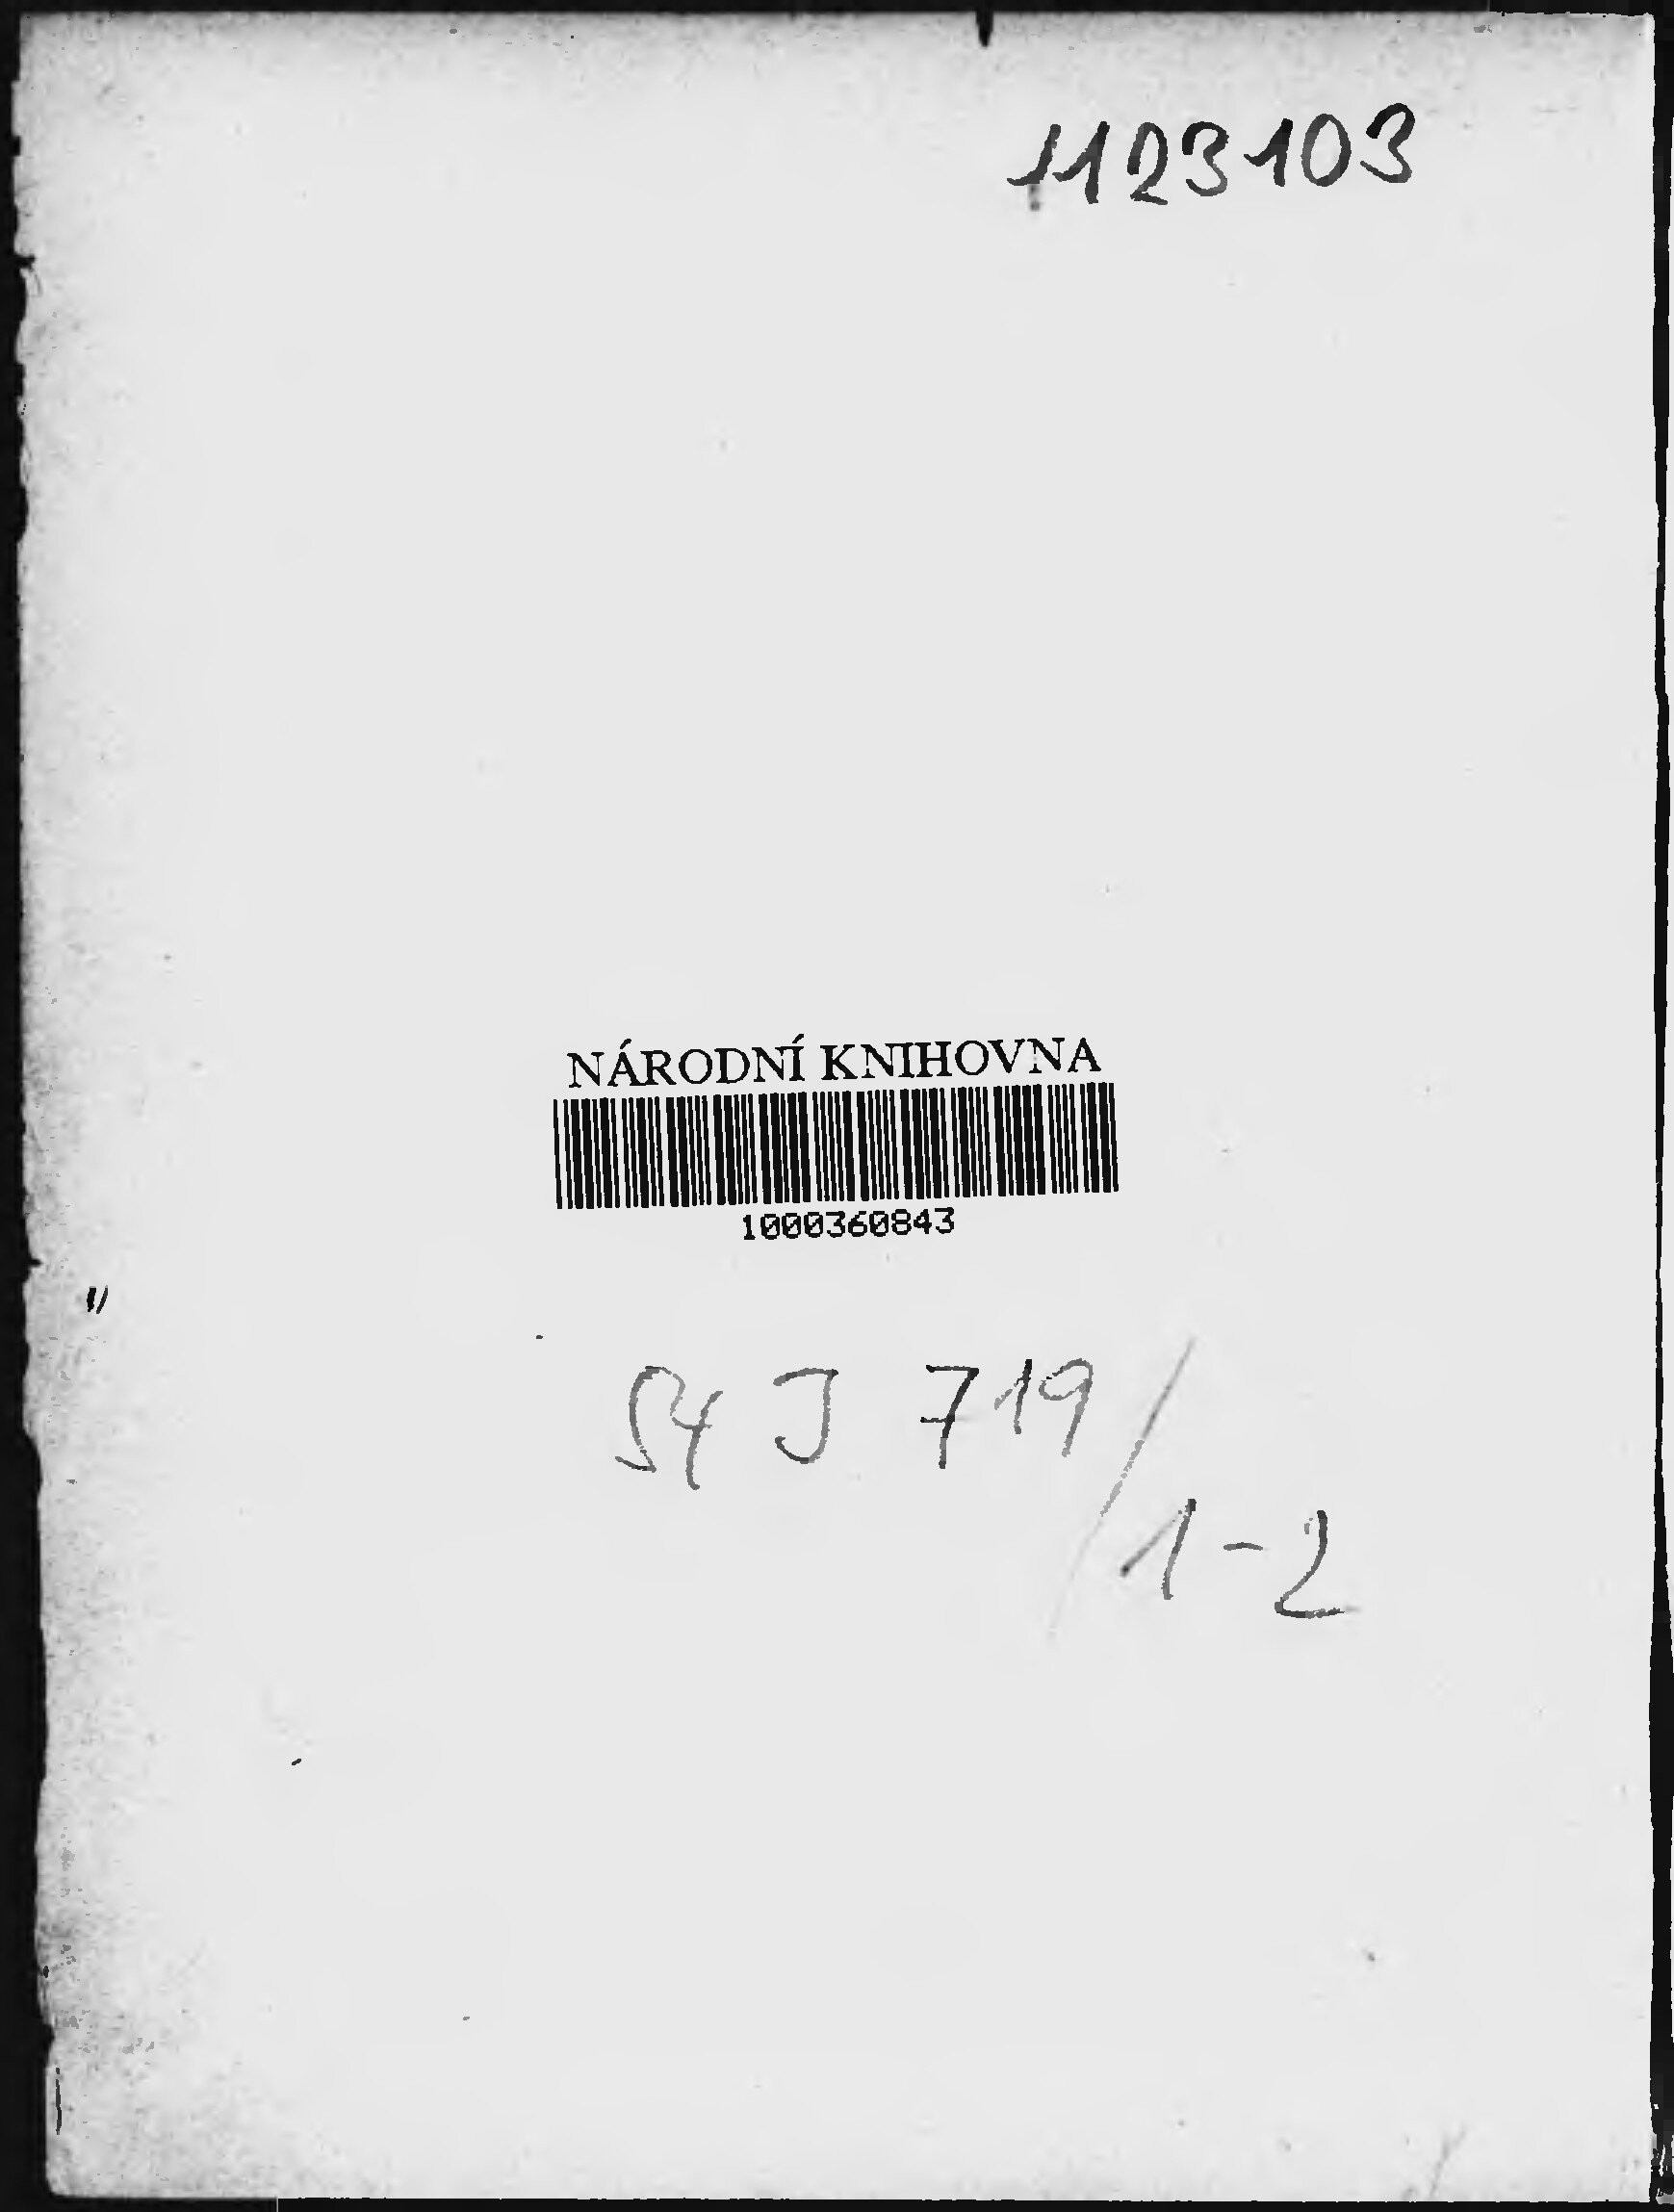 1123103
NÁRODNÍ KNIHOVNA
1000360843
54 J 719/
1-2